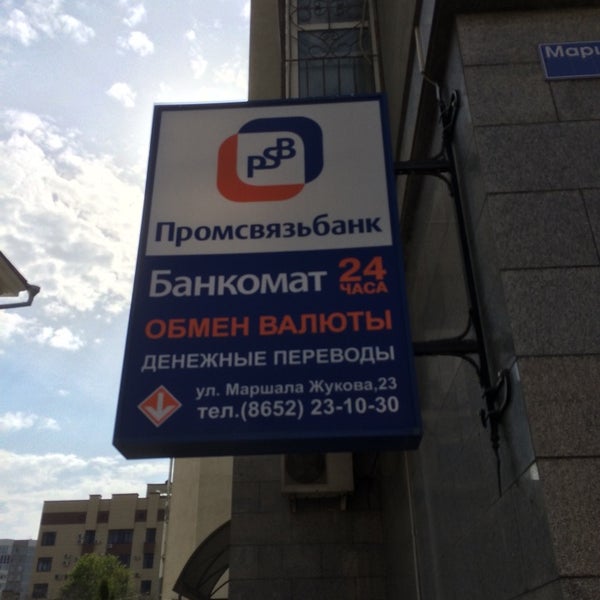 Мар
PSB
Промсвязьбанк
Банкомат 24 ЧАСА
ОБМЕН ВАЛЮТЫ
ДЕНЕЖНЫЕ ПЕРЕВОДЫ
ул. Маршала Жукова,23
тел.(8652) 23-10-30